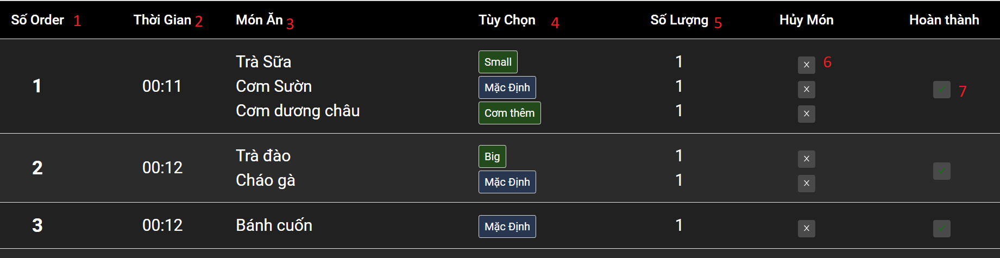 Số Order 1 Thời Gian 2 Món Ăn 3 Tùy Chọn 4 Số Lượng 5 Hủy Món Hoàn thành
Trà Sữa Small 1 X 6
1 00:11 Cơm Sườn Mặc Định 1 X ✓ 7
Cơm dương châu Cơm thêm 1 X
Trà đào Big 1 X
2 00:12 ✓
Cháo gà Mặc Định 1 X
3 00:12 Bánh cuốn Mặc Định 1 X ✓